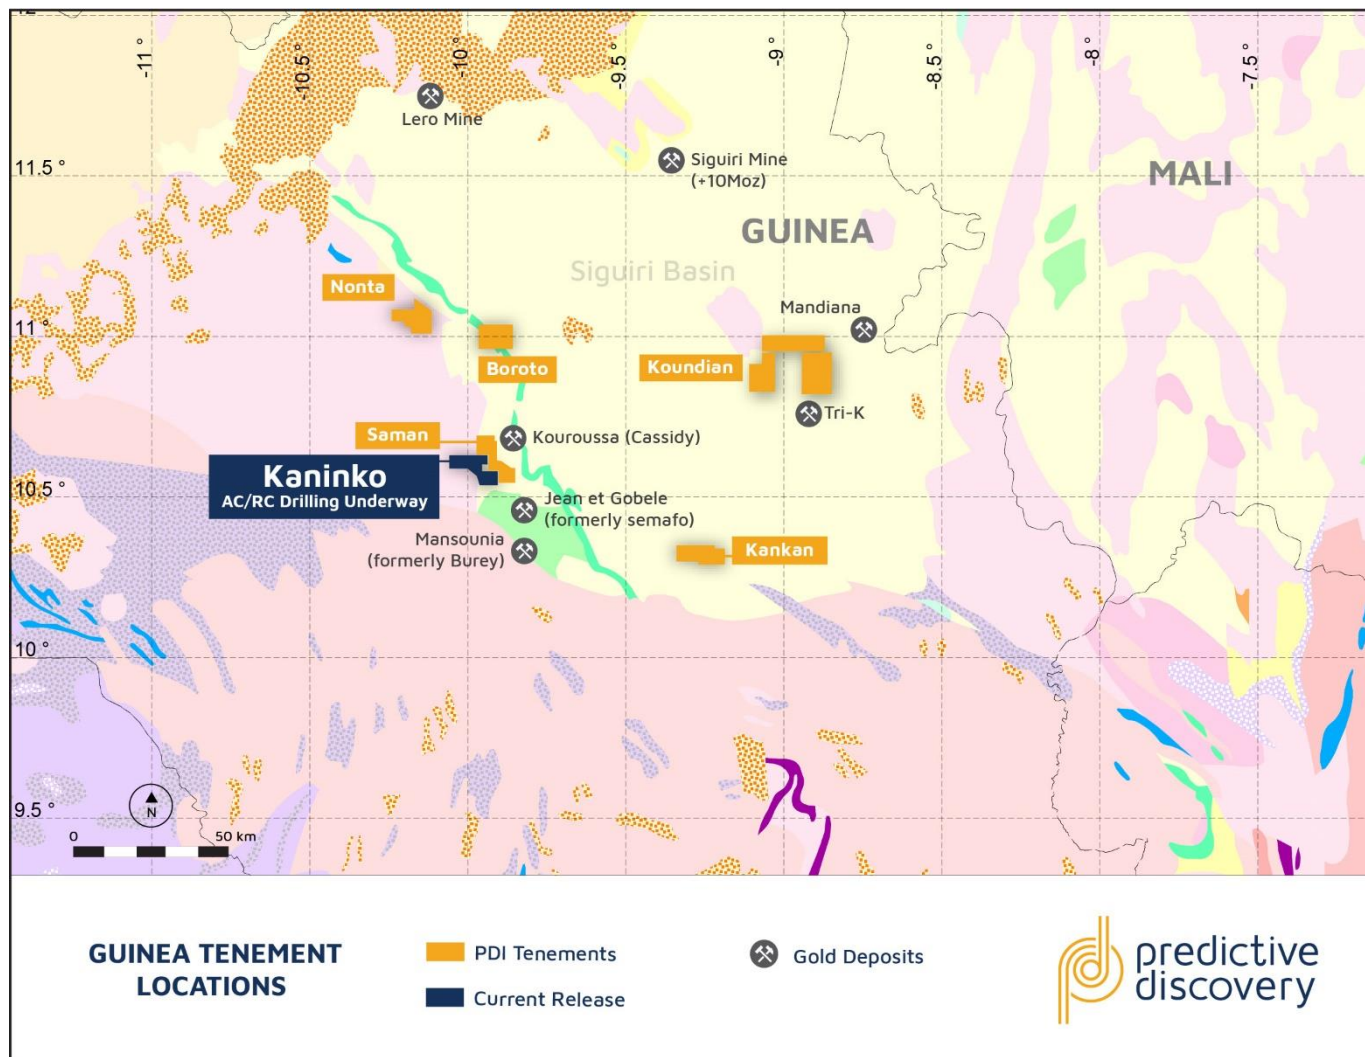 12°
-11°
-10.5°
-10°
-9.5°
-9°
-8.5°
-8°
-7.5°
Lero Mine
11.5°
Siguiri Mine
(+10Moz)
MALI
GUINEA
Siguiri Basin
Nonta
Mandiana
11°
Boroto
Koundian
Tri-K
Saman
Kouroussa (Cassidy)
Kaninko
AC/RC Drilling Underway
10.5°
Jean et Gobele
(formerly semafo)
Mansounia
(formerly Burey)
Kankan
10°
9.5°
N
0 50 km
GUINEA TENEMENT
LOCATIONS
PDI Tenements
Current Release
Gold Deposits
predictive
discovery